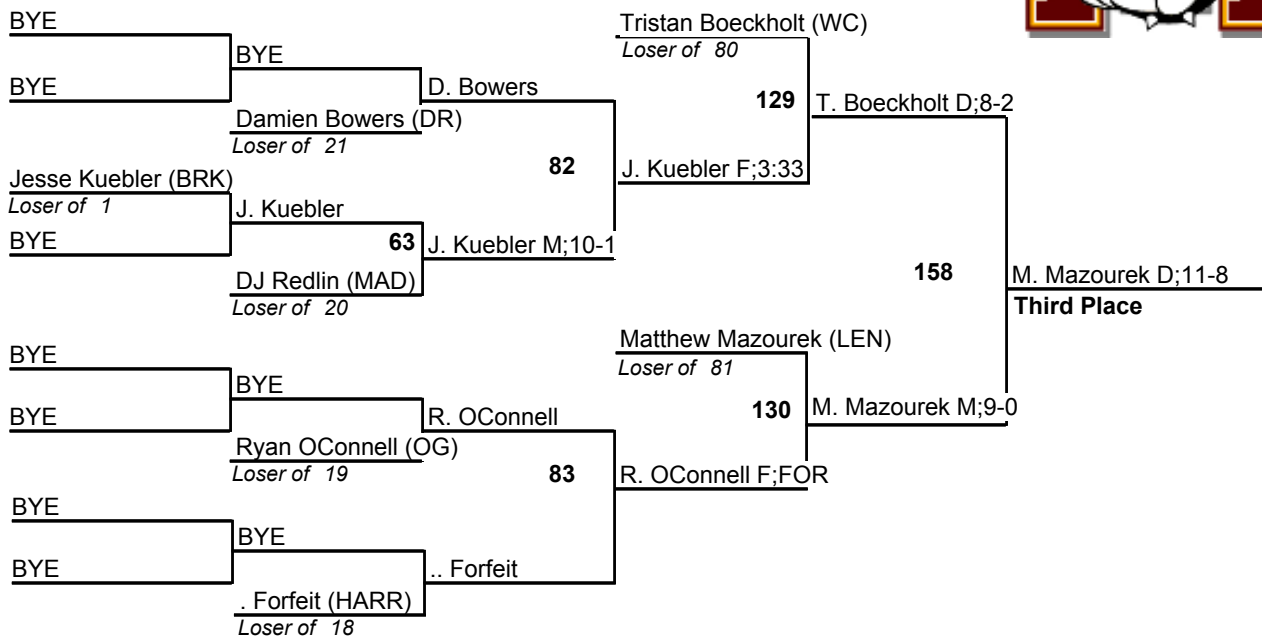 BYE
Tristan Boeckholt (WC)
Loser of 80
BYE
BYE
D. Bowers
129
T. Boeckholt D;8-2
Damien Bowers (DR)
Loser of 21
82
J. Kuebler F;3:33
Jesse Kuebler (BRK)
Loser of 1
J. Kuebler
BYE
63
J. Kuebler M;10-1
DJ Redlin (MAD)
Loser of 20
158
M. Mazourek D;11-8
Third Place
BYE
Matthew Mazourek (LEN)
Loser of 81
BYE
BYE
R. OConnell
130
M. Mazourek M;9-0
Ryan OConnell (OG)
Loser of 19
83
R. OConnell F;FOR
BYE
BYE
BYE
.. Forfeit
. Forfeit (HARR)
Loser of 18